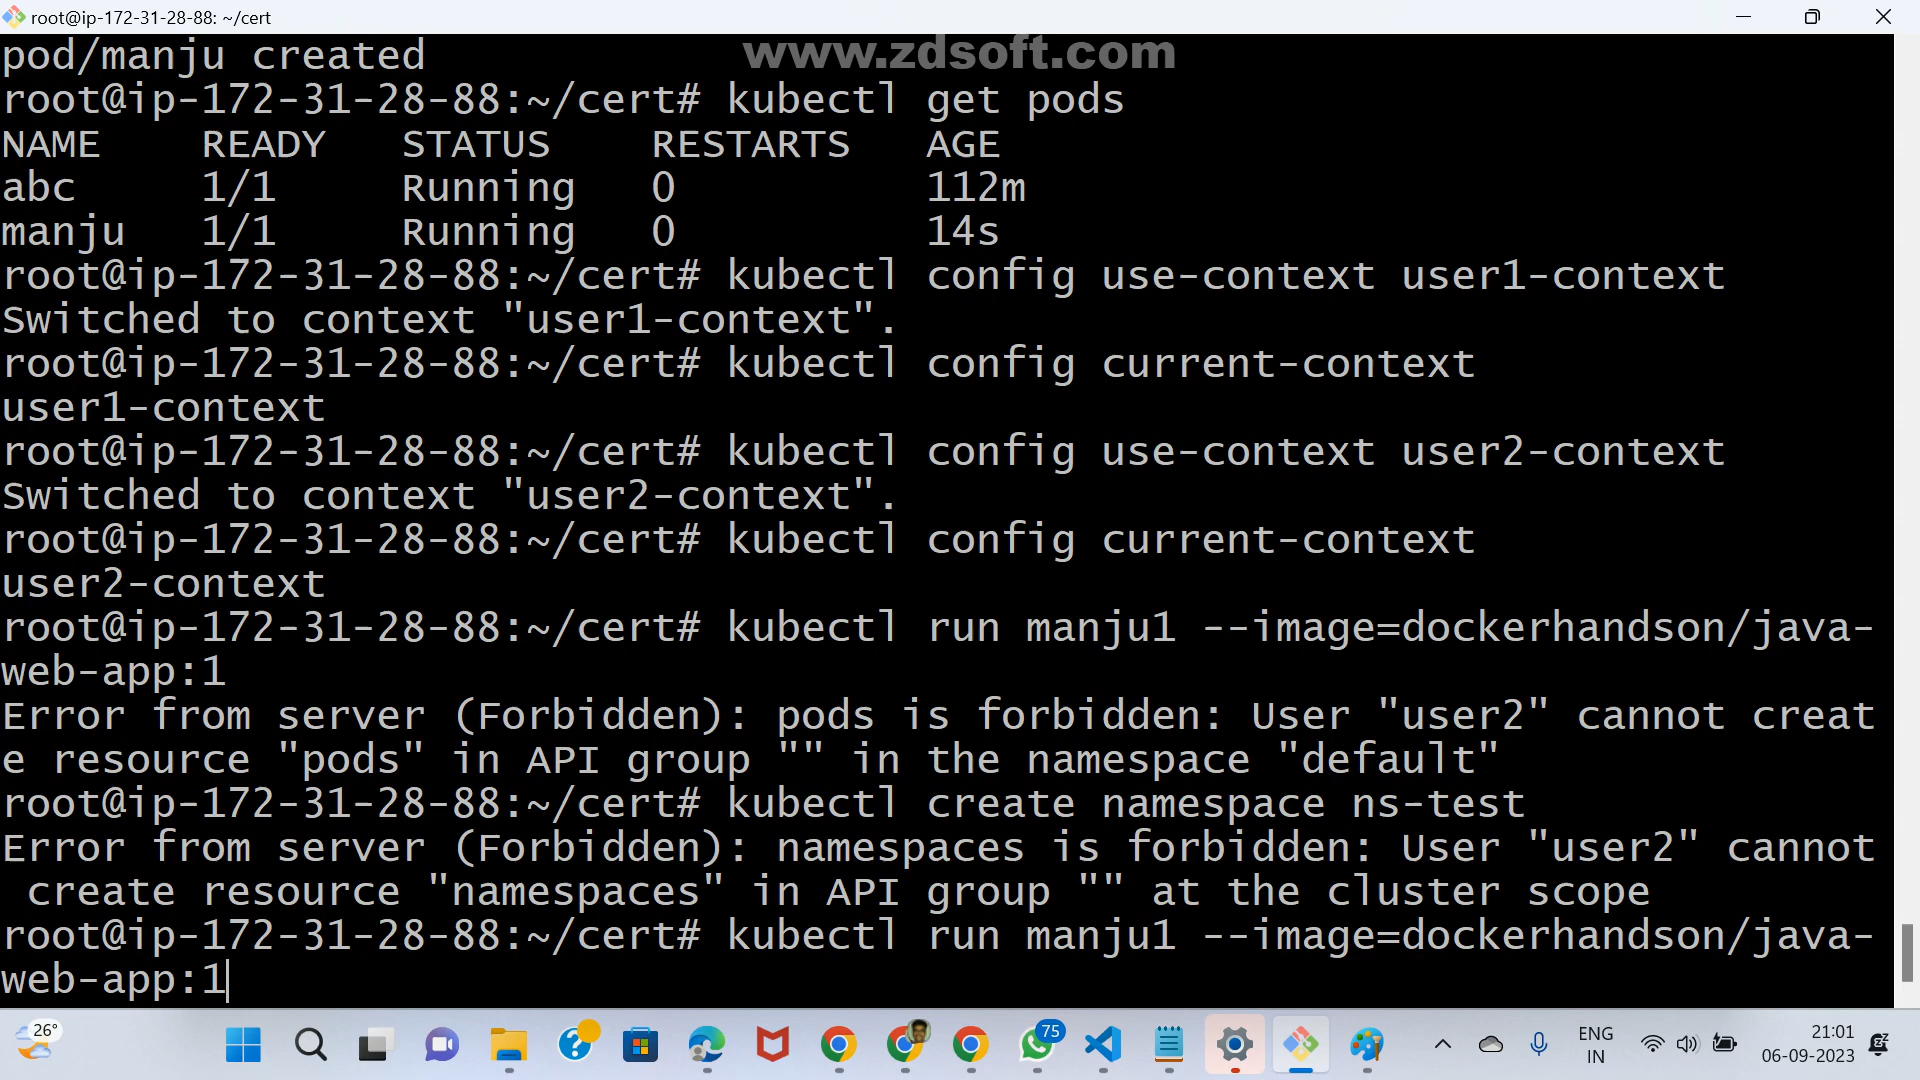 root@ip-172-31-28-88: ~/cert
www.zdsoft.com
pod/manju created
root@ip-172-31-28-88:~/cert# kubectl get pods
NAME READY STATUS RESTARTS AGE
abc 1/1 Running 0 112m
manju 1/1 Running 0 14s
root@ip-172-31-28-88:~/cert# kubectl config use-context user1-context
Switched to context "user1-context".
root@ip-172-31-28-88:~/cert# kubectl config current-context
user1-context
root@ip-172-31-28-88:~/cert# kubectl config use-context user2-context
Switched to context "user2-context".
root@ip-172-31-28-88:~/cert# kubectl config current-context
user2-context
root@ip-172-31-28-88:~/cert# kubectl run manju1 --image=dockerhandson/java-
web-app:1
Error from server (Forbidden): pods is forbidden: User "user2" cannot creat
e resource "pods" in API group "" in the namespace "default"
root@ip-172-31-28-88:~/cert# kubectl create namespace ns-test
Error from server (Forbidden): namespaces is forbidden: User "user2" cannot
 create resource "namespaces" in API group "" at the cluster scope
root@ip-172-31-28-88:~/cert# kubectl run manju1 --image=dockerhandson/java-
web-app:1
26°
75
ENG
IN
21:01
06-09-2023